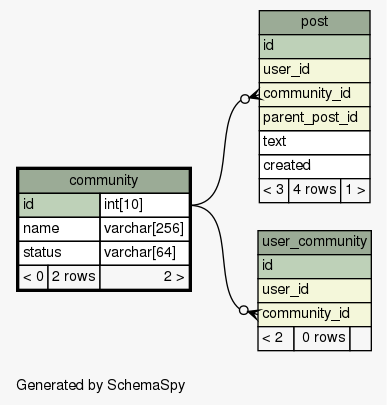 post
id
user_id
community_id
parent_post_id
text
created
< 3 4 rows 1 >
community
id int[10]
name varchar[256]
status varchar[64]
< 0 2 rows 2 >
user_community
id
user_id
community_id
< 2 0 rows
Generated by SchemaSpy